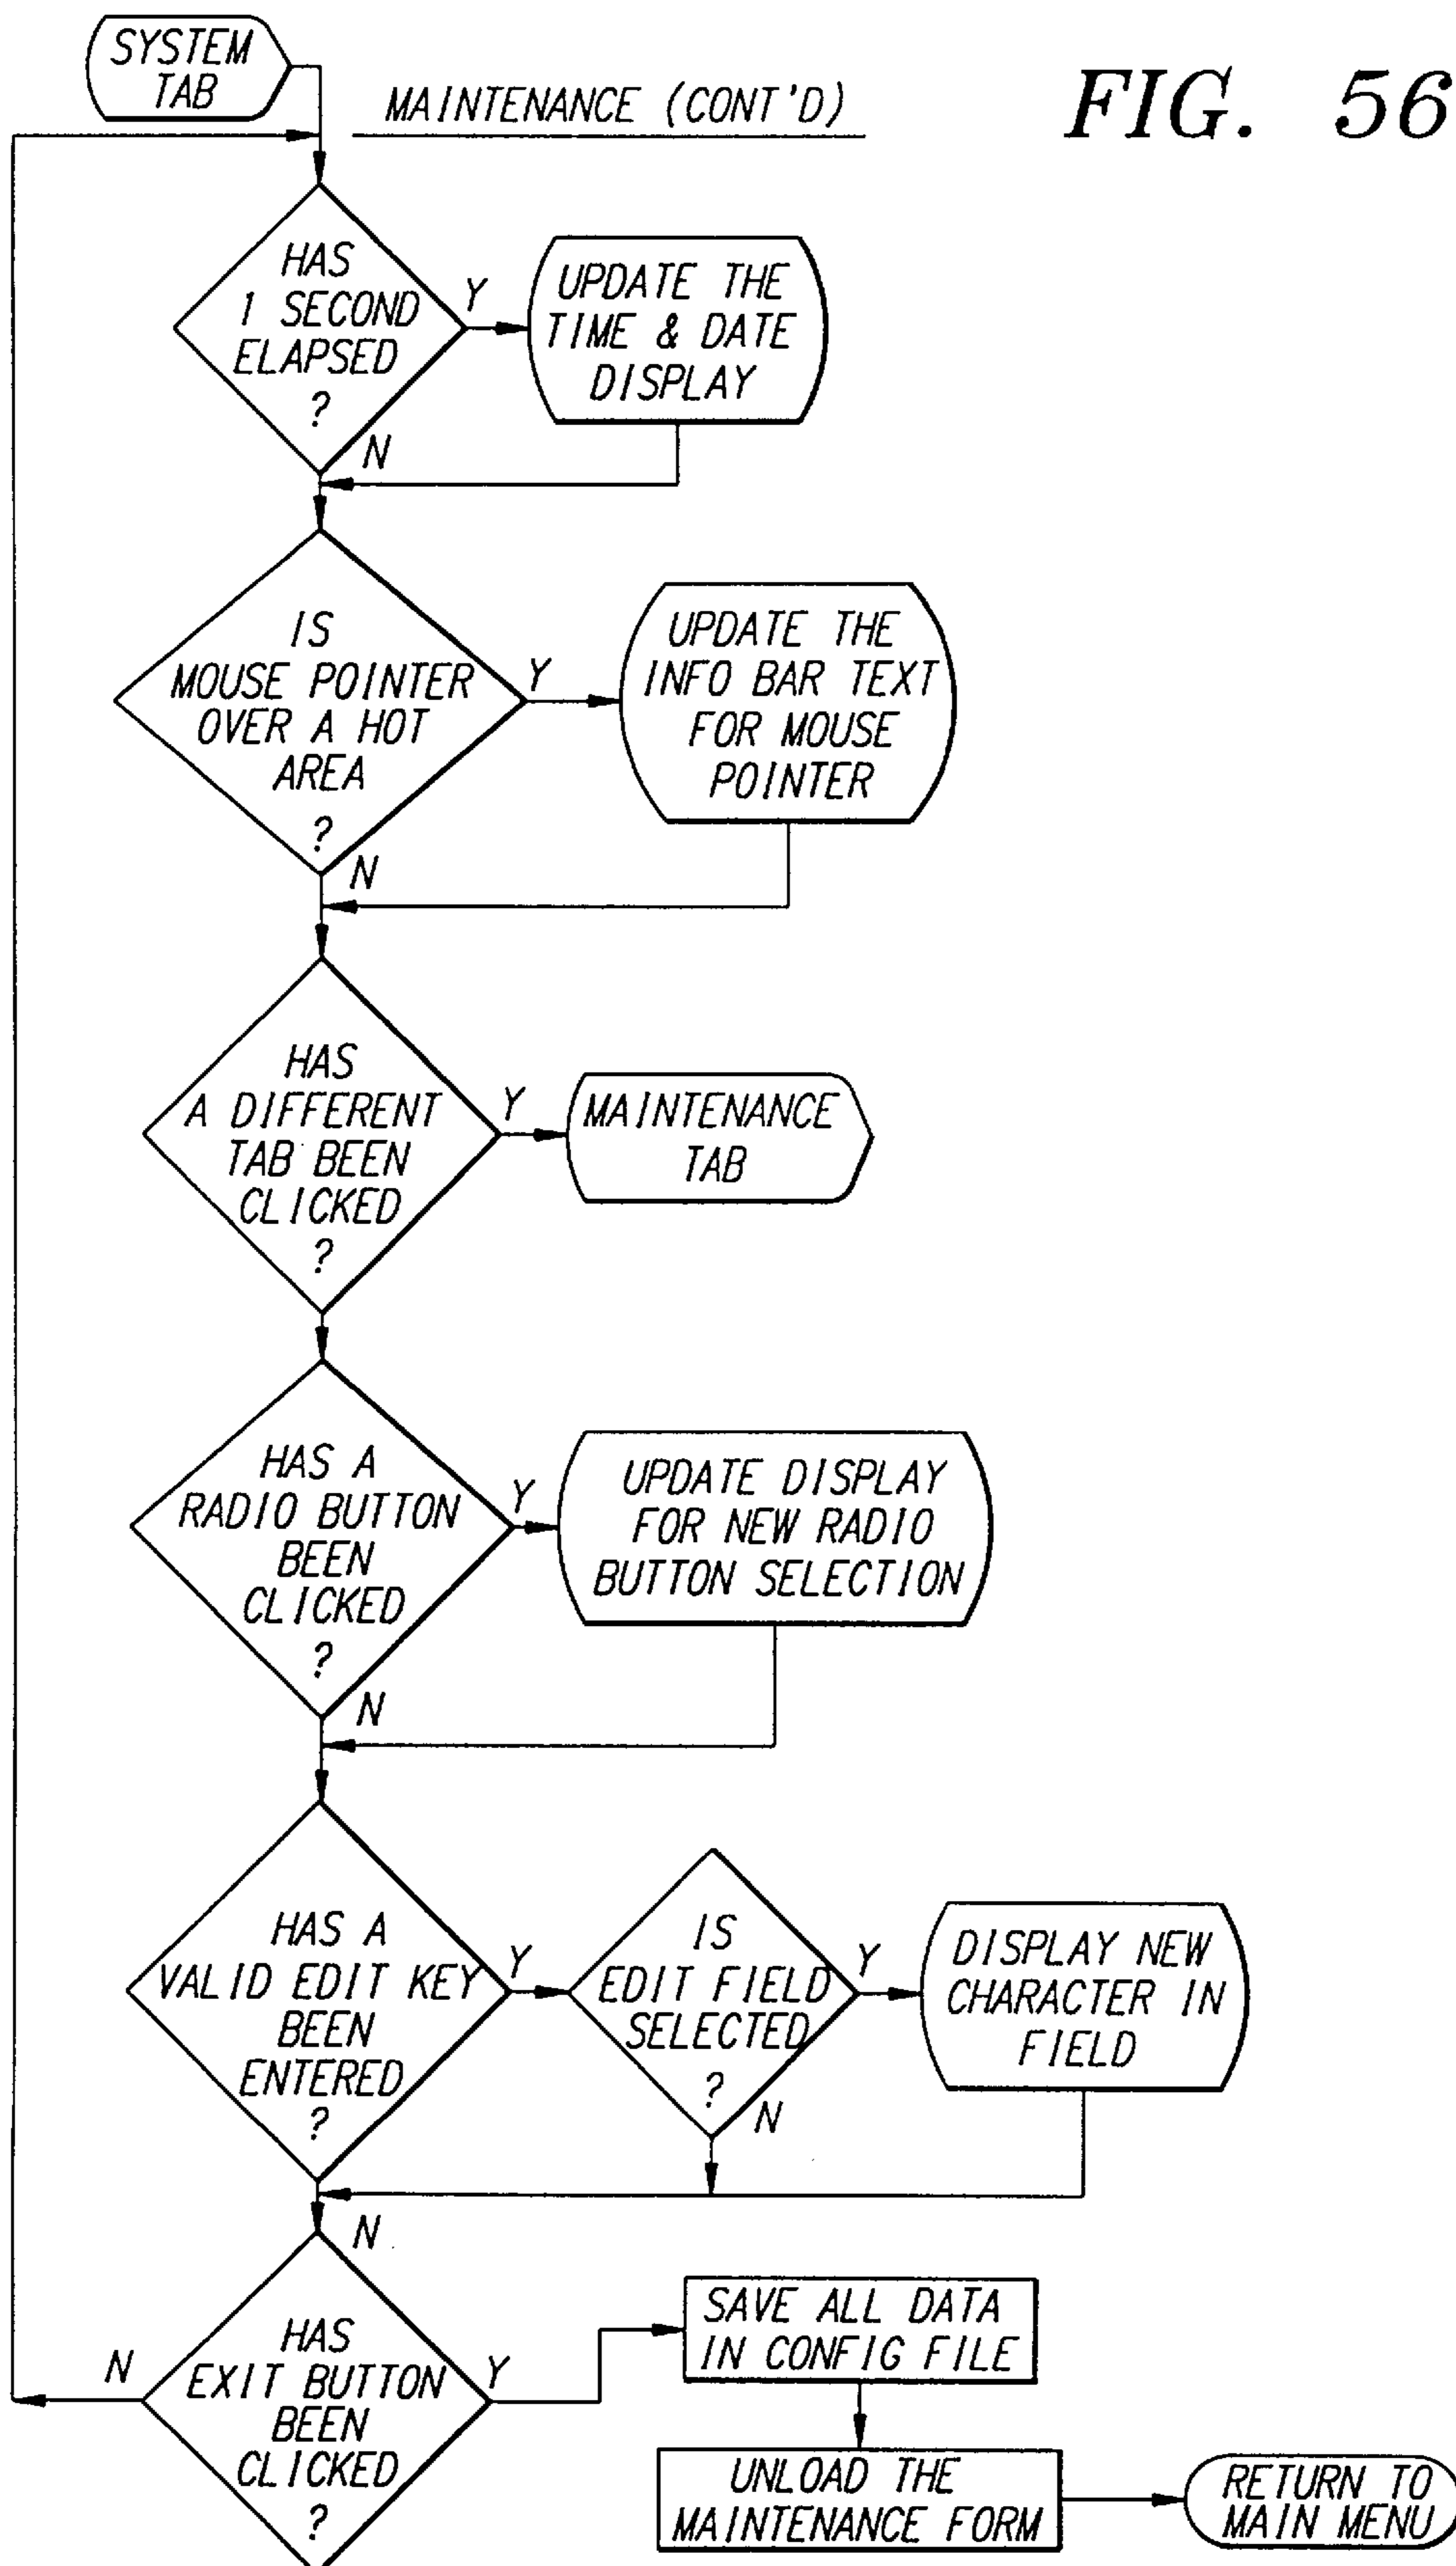 SYSTEM
TAB
MAINTENANCE (CONT'D)
FIG. 56
HAS
1 SECOND
ELAPSED
?
Y
N
UPDATE THE
TIME & DATE
DISPLAY
IS
MOUSE POINTER
OVER A HOT
AREA
?
Y
N
UPDATE THE
INFO BAR TEXT
FOR MOUSE
POINTER
HAS
A DIFFERENT
TAB BEEN
CLICKED
?
Y
MAINTENANCE
TAB
HAS A
RADIO BUTTON
BEEN
CLICKED
?
Y
N
UPDATE DISPLAY
FOR NEW RADIO
BUTTON SELECTION
HAS A
VALID EDIT KEY
BEEN
ENTERED
?
Y
N
IS
EDIT FIELD
SELECTED
?
Y
N
DISPLAY NEW
CHARACTER IN
FIELD
HAS
EXIT BUTTON
BEEN
CLICKED
?
N
Y
SAVE ALL DATA
IN CONFIG FILE
UNLOAD THE
MAINTENANCE FORM
RETURN TO
MAIN MENU